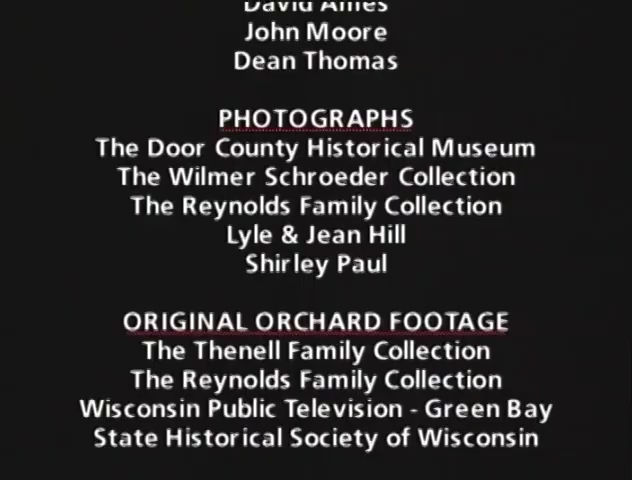 David Ames
John Moore
Dean Thomas
PHOTOGRAPHS
The Door County Historical Museum
The Wilmer Schroeder Collection
The Reynolds Family Collection
Lyle & Jean Hill
Shirley Paul
ORIGINAL ORCHARD FOOTAGE
The Thenell Family Collection
The Reynolds Family Collection
Wisconsin Public Television - Green Bay
State Historical Society of Wisconsin